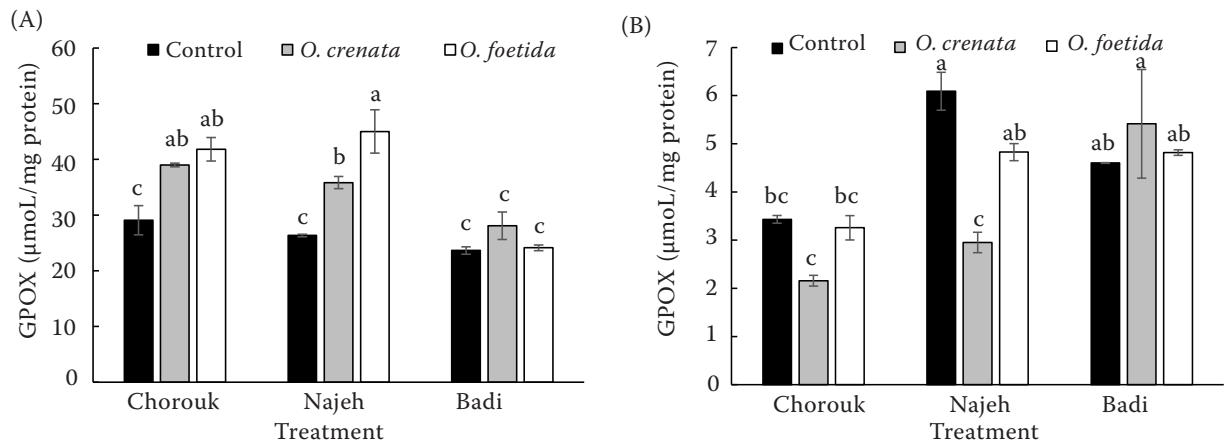 (A)
GPOX (µmoL/mg protein)
60
50
40
30
20
10
0
Control O. crenata O. foetida
c ab ab
c b a
c c c
Chorouk Najeh Badi
Treatment
(B)
GPOX (µmoL/mg protein)
7
6
5
4
3
2
1
0
Control O. crenata O. foetida
bc c bc
a c ab
ab a ab
Chorouk Najeh Badi
Treatment